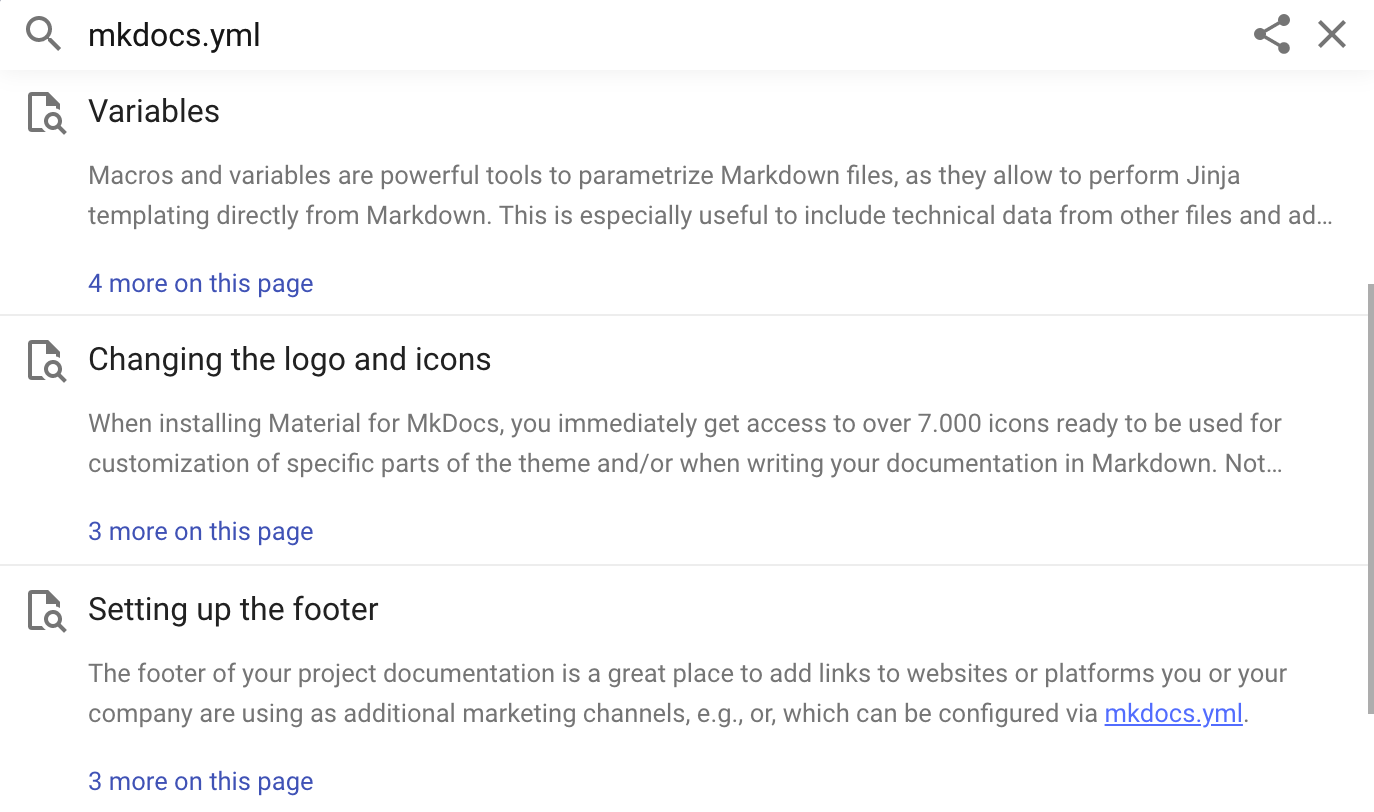 mkdocs.yml
Variables
Macros and variables are powerful tools to parametrize Markdown files, as they allow to perform Jinja
templating directly from Markdown. This is especially useful to include technical data from other files and ad…
4 more on this page
Changing the logo and icons
When installing Material for MkDocs, you immediately get access to over 7.000 icons ready to be used for
customization of specific parts of the theme and/or when writing your documentation in Markdown. Not…
3 more on this page
Setting up the footer
The footer of your project documentation is a great place to add links to websites or platforms you or your
company are using as additional marketing channels, e.g., or, which can be configured via mkdocs.yml.
3 more on this page